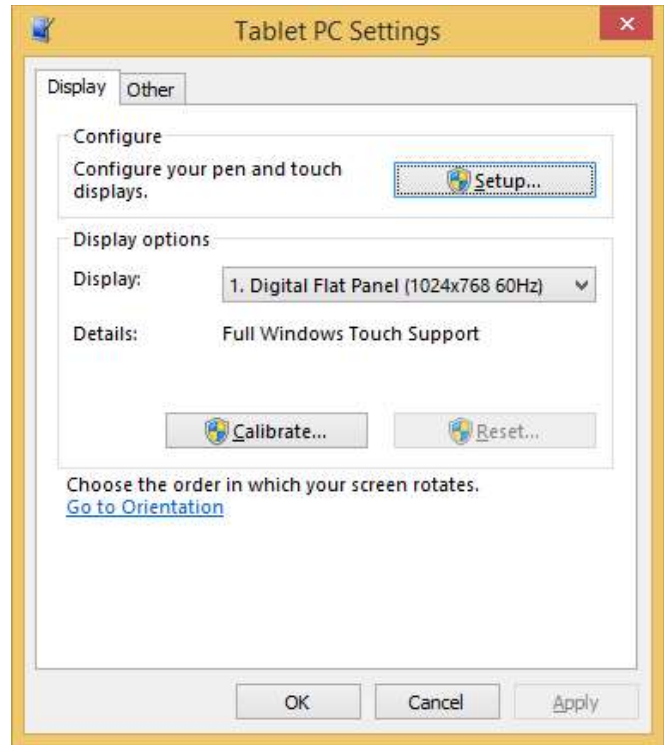 Tablet PC Settings
Display
Other
Configure
Configure your pen and touch
displays.
Setup...
Display options
Display:
1. Digital Flat Panel (1024x768 60Hz)
Details:
Full Windows Touch Support
Calibrate...
Reset...
Choose the order in which your screen rotates.
Go to Orientation
OK
Cancel
Apply